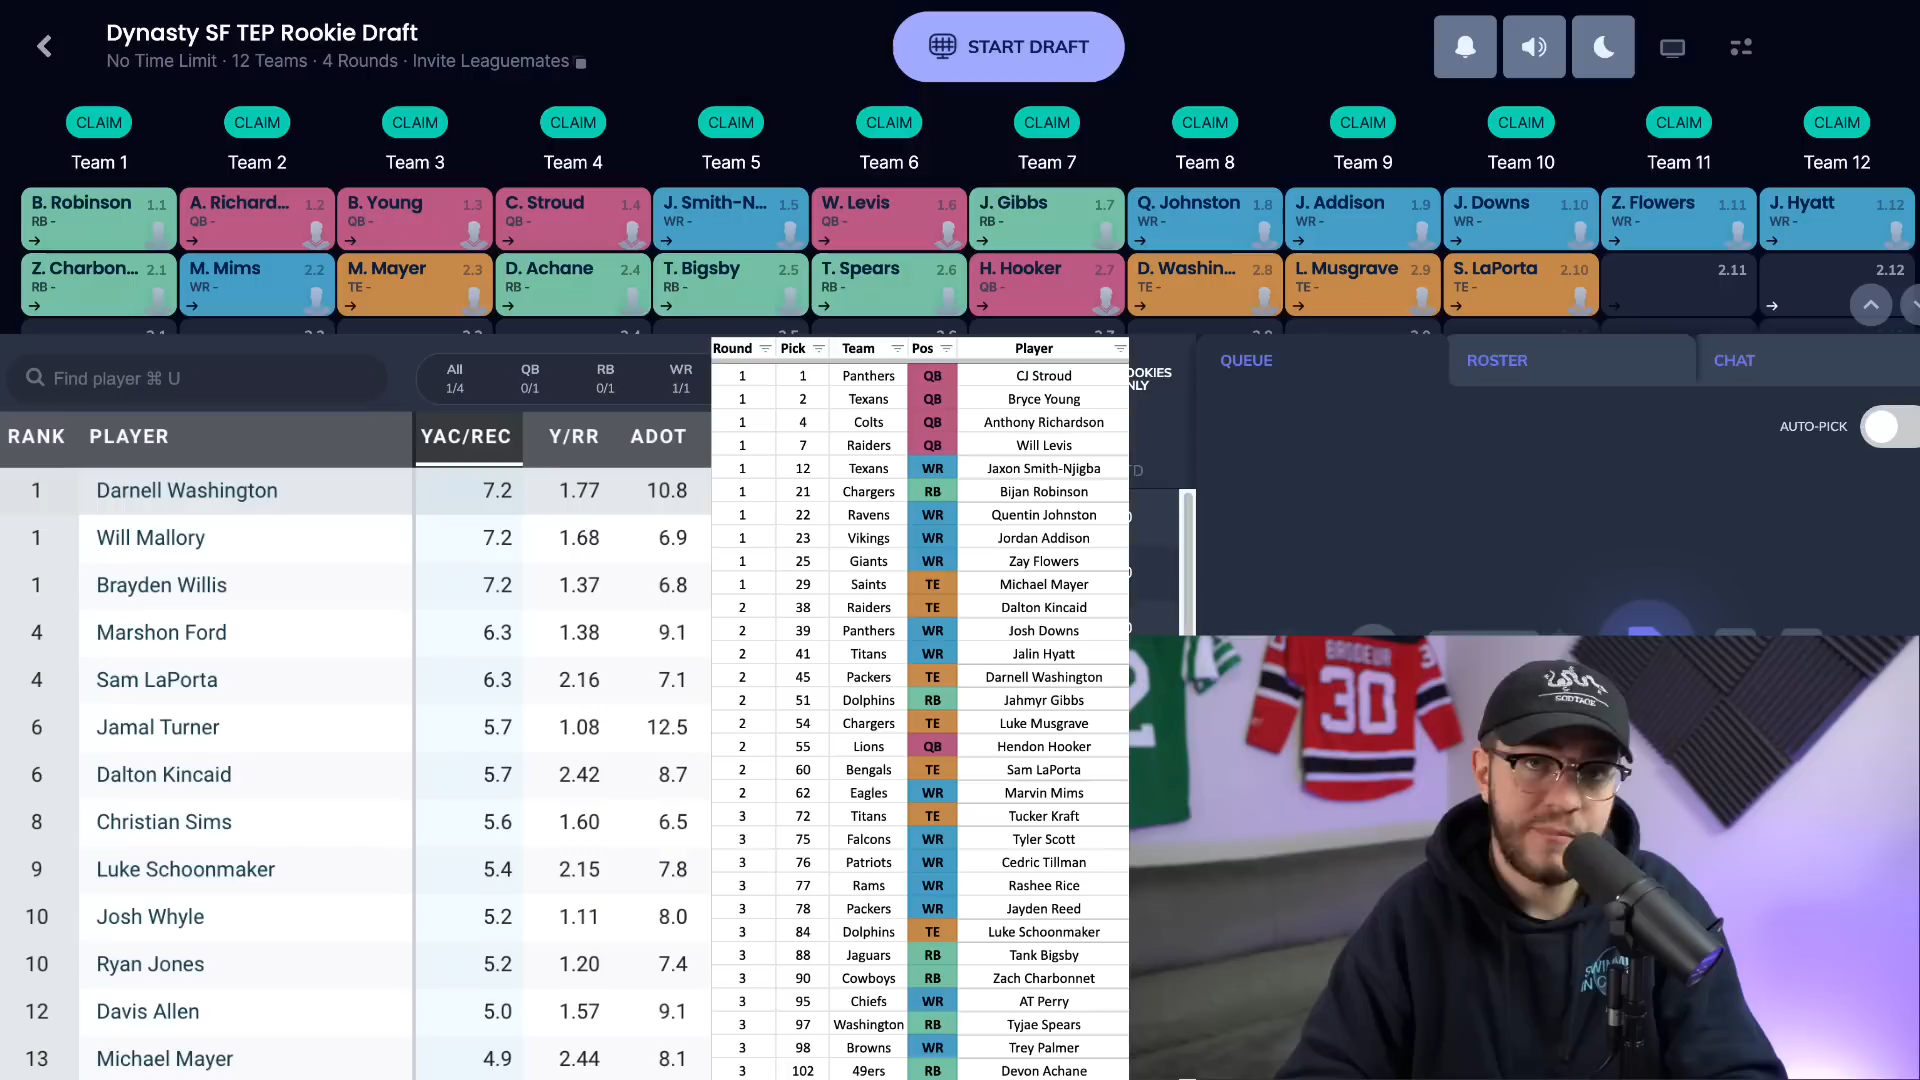 Dynasty SF TEP Rookie Draft
No Time Limit · 12 Teams · 4 Rounds · Invite Leaguemates
START DRAFT
CLAIM CLAIM CLAIM CLAIM CLAIM CLAIM CLAIM CLAIM CLAIM CLAIM CLAIM CLAIM
Team 1 Team 2 Team 3 Team 4 Team 5 Team 6 Team 7 Team 8 Team 9 Team 10 Team 11 Team 12
B. Robinson 1.1 A. Richard... 1.2 B. Young 1.3 C. Stroud 1.4 J. Smith-N... 1.5 W. Levis 1.6 J. Gibbs 1.7 Q. Johnston 1.8 J. Addison 1.9 J. Downs 1.10 Z. Flowers 1.11 J. Hyatt 1.12
RB - QB - QB - QB - WR - QB - RB - WR - WR - WR - WR - WR -
Z. Charbon... 2.1 M. Mims 2.2 M. Mayer 2.3 D. Achane 2.4 T. Bigsby 2.5 T. Spears 2.6 H. Hooker 2.7 D. Washin... 2.8 L. Musgrave 2.9 S. LaPorta 2.10 2.11 2.12
RB - WR - TE - RB - RB - RB - QB - TE - TE - TE -
Find player ⌘ U
All QB RB WR
1/4 0/1 0/1 1/1
RANK PLAYER YAC/REC Y/RR ADOT
1 Darnell Washington 7.2 1.77 10.8
1 Will Mallory 7.2 1.68 6.9
1 Brayden Willis 7.2 1.37 6.8
4 Marshon Ford 6.3 1.38 9.1
4 Sam LaPorta 6.3 2.16 7.1
6 Jamal Turner 5.7 1.08 12.5
6 Dalton Kincaid 5.7 2.42 8.7
8 Christian Sims 5.6 1.60 6.5
9 Luke Schoonmaker 5.4 2.15 7.8
10 Josh Whyle 5.2 1.11 8.0
10 Ryan Jones 5.2 1.20 7.4
12 Davis Allen 5.0 1.57 9.1
13 Michael Mayer 4.9 2.44 8.1
Round Pick Team Pos Player
1 1 Panthers QB CJ Stroud
1 2 Texans QB Bryce Young
1 4 Colts QB Anthony Richardson
1 7 Raiders QB Will Levis
1 12 Texans WR Jaxon Smith-Njigba
1 21 Chargers RB Bijan Robinson
1 22 Ravens WR Quentin Johnston
1 23 Vikings WR Jordan Addison
1 25 Giants WR Zay Flowers
1 29 Saints TE Michael Mayer
2 38 Raiders TE Dalton Kincaid
2 39 Panthers WR Josh Downs
2 41 Titans WR Jalin Hyatt
2 45 Packers TE Darnell Washington
2 51 Dolphins RB Jahmyr Gibbs
2 54 Chargers TE Luke Musgrave
2 55 Lions QB Hendon Hooker
2 60 Bengals TE Sam LaPorta
2 62 Eagles WR Marvin Mims
3 72 Titans TE Tucker Kraft
3 75 Falcons WR Tyler Scott
3 76 Patriots WR Cedric Tillman
3 77 Rams WR Rashee Rice
3 78 Packers WR Jayden Reed
3 84 Dolphins TE Luke Schoonmaker
3 88 Jaguars RB Tank Bigsby
3 90 Cowboys RB Zach Charbonnet
3 95 Chiefs WR AT Perry
3 97 Washington RB Tyjae Spears
3 98 Browns WR Trey Palmer
3 102 49ers RB Devon Achane
OOKIES
NLY
TD
QUEUE ROSTER CHAT
AUTO-PICK
BRODEUR
30